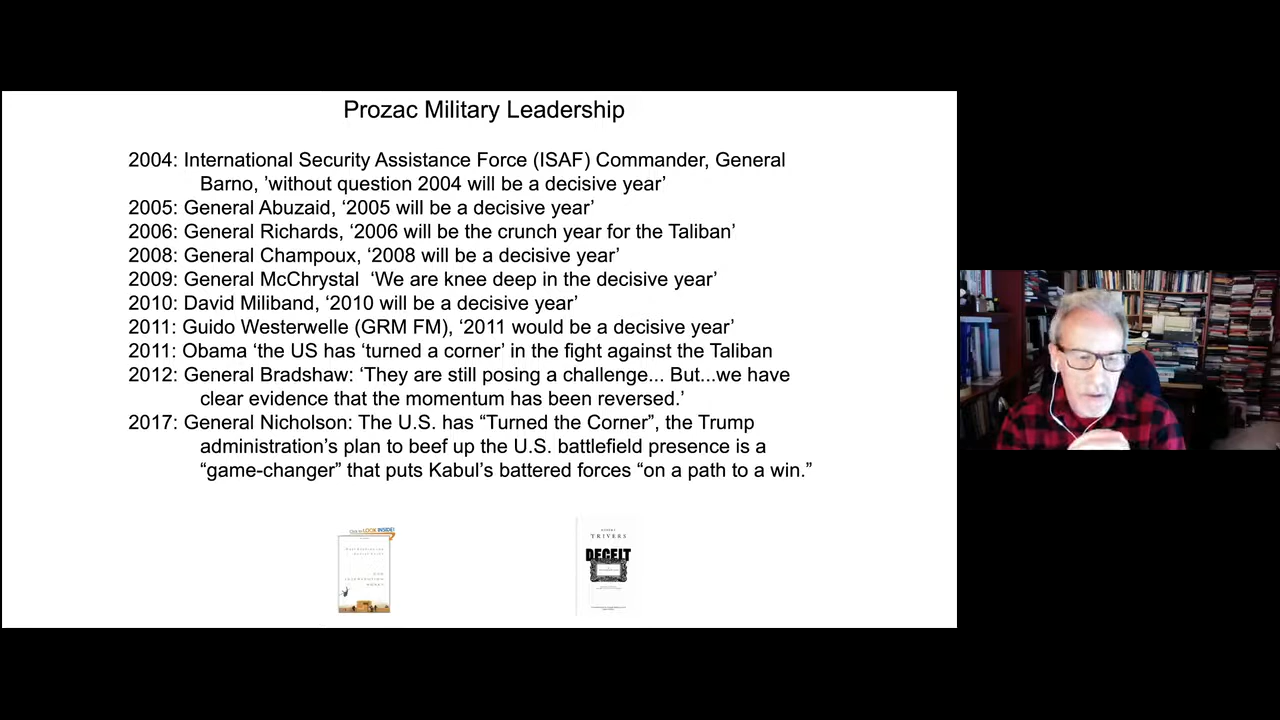 Prozac Military Leadership
2004: International Security Assistance Force (ISAF) Commander, General
Barno, ’without question 2004 will be a decisive year’
2005: General Abuzaid, ‘2005 will be a decisive year’
2006: General Richards, ‘2006 will be the crunch year for the Taliban’
2008: General Champoux, ‘2008 will be a decisive year’
2009: General McChrystal ‘We are knee deep in the decisive year’
2010: David Miliband, ‘2010 will be a decisive year’
2011: Guido Westerwelle (GRM FM), ‘2011 would be a decisive year’
2011: Obama ‘the US has ‘turned a corner’ in the fight against the Taliban
2012: General Bradshaw: ‘They are still posing a challenge... But...we have
clear evidence that the momentum has been reversed.’
2017: General Nicholson: The U.S. has “Turned the Corner”, the Trump
administration’s plan to beef up the U.S. battlefield presence is a
“game-changer” that puts Kabul’s battered forces “on a path to a win.”
LOOK INSIDE!
TRIVERS
DECEIT